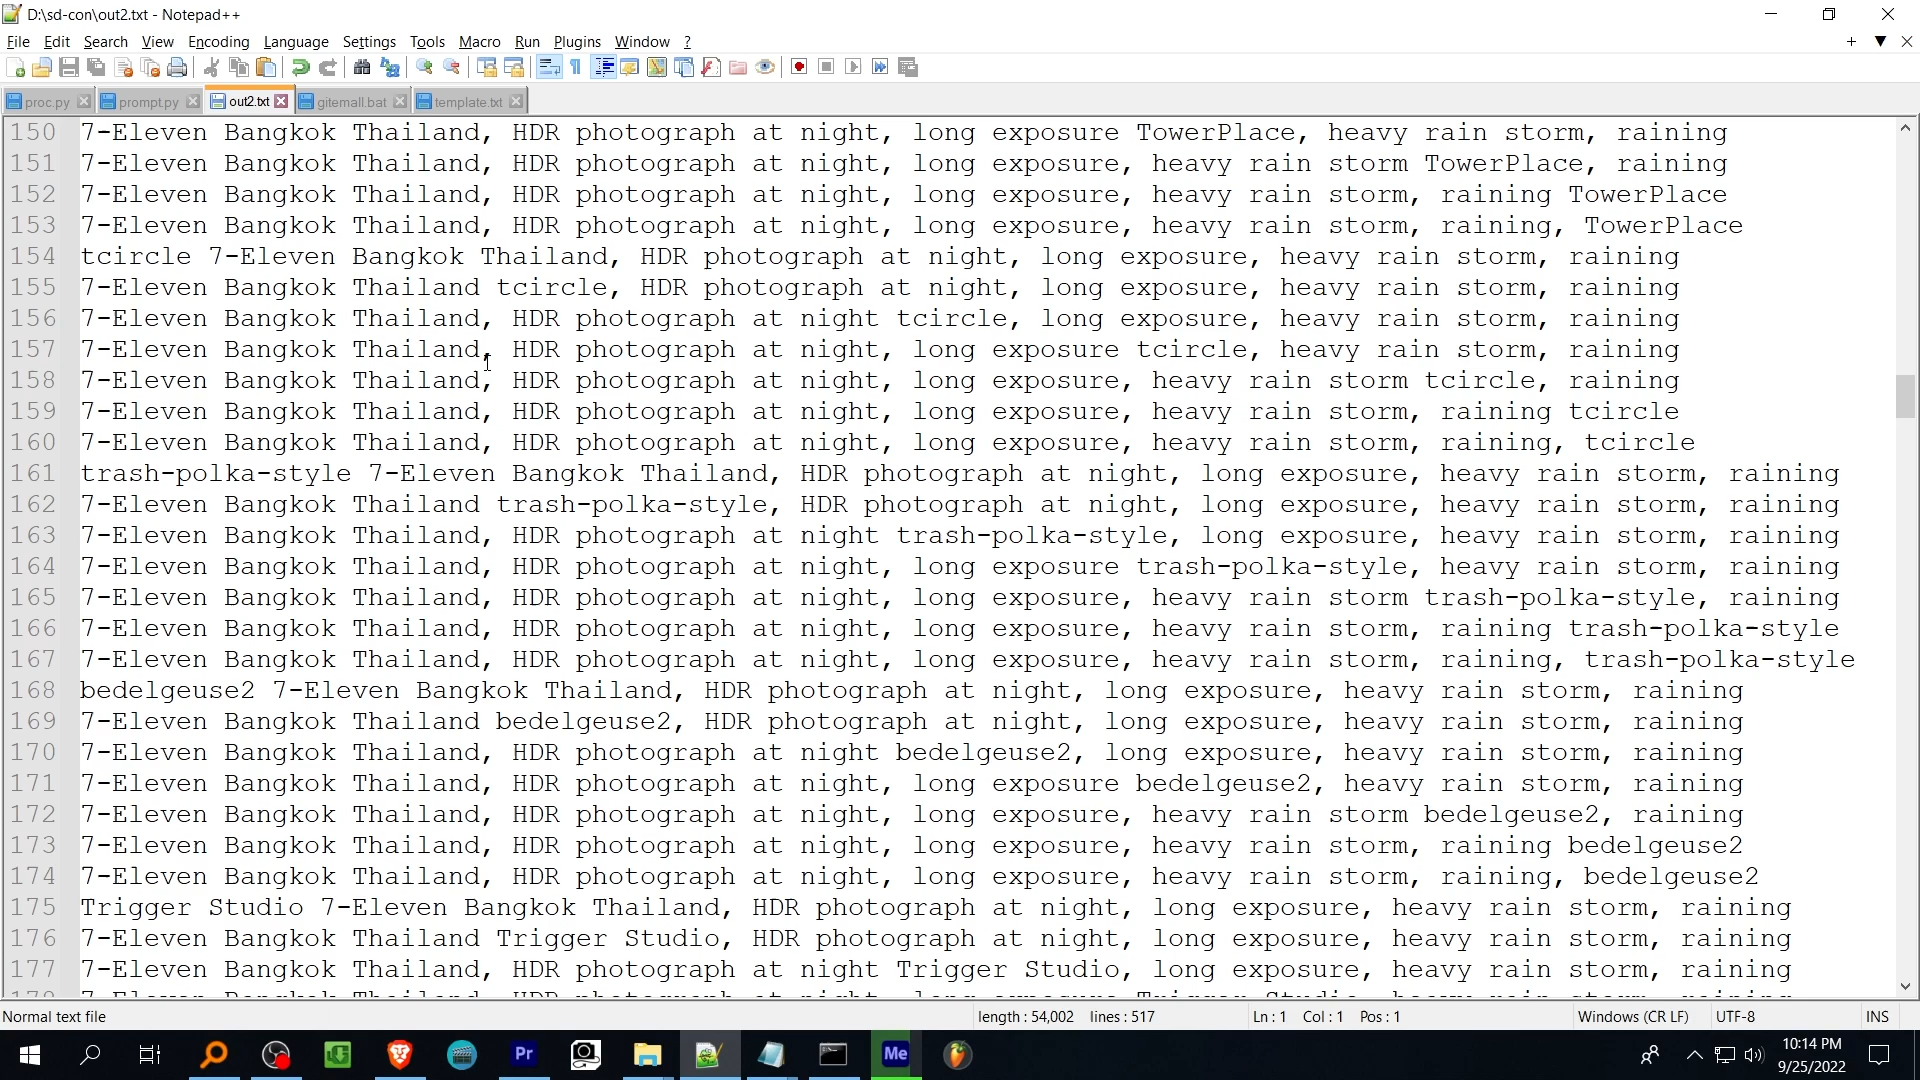 D:\sd-con\out2.txt - Notepad++
File Edit Search View Encoding Language Settings Tools Macro Run Plugins Window ?
proc.py prompt.py out2.txt gitemall.bat template.txt
150 7-Eleven Bangkok Thailand, HDR photograph at night, long exposure TowerPlace, heavy rain storm, raining
151 7-Eleven Bangkok Thailand, HDR photograph at night, long exposure, heavy rain storm TowerPlace, raining
152 7-Eleven Bangkok Thailand, HDR photograph at night, long exposure, heavy rain storm, raining TowerPlace
153 7-Eleven Bangkok Thailand, HDR photograph at night, long exposure, heavy rain storm, raining, TowerPlace
154 tcircle 7-Eleven Bangkok Thailand, HDR photograph at night, long exposure, heavy rain storm, raining
155 7-Eleven Bangkok Thailand tcircle, HDR photograph at night, long exposure, heavy rain storm, raining
156 7-Eleven Bangkok Thailand, HDR photograph at night tcircle, long exposure, heavy rain storm, raining
157 7-Eleven Bangkok Thailand, HDR photograph at night, long exposure tcircle, heavy rain storm, raining
158 7-Eleven Bangkok Thailand, HDR photograph at night, long exposure, heavy rain storm tcircle, raining
159 7-Eleven Bangkok Thailand, HDR photograph at night, long exposure, heavy rain storm, raining tcircle
160 7-Eleven Bangkok Thailand, HDR photograph at night, long exposure, heavy rain storm, raining, tcircle
161 trash-polka-style 7-Eleven Bangkok Thailand, HDR photograph at night, long exposure, heavy rain storm, raining
162 7-Eleven Bangkok Thailand trash-polka-style, HDR photograph at night, long exposure, heavy rain storm, raining
163 7-Eleven Bangkok Thailand, HDR photograph at night trash-polka-style, long exposure, heavy rain storm, raining
164 7-Eleven Bangkok Thailand, HDR photograph at night, long exposure trash-polka-style, heavy rain storm, raining
165 7-Eleven Bangkok Thailand, HDR photograph at night, long exposure, heavy rain storm trash-polka-style, raining
166 7-Eleven Bangkok Thailand, HDR photograph at night, long exposure, heavy rain storm, raining trash-polka-style
167 7-Eleven Bangkok Thailand, HDR photograph at night, long exposure, heavy rain storm, raining, trash-polka-style
168 bedelgeuse2 7-Eleven Bangkok Thailand, HDR photograph at night, long exposure, heavy rain storm, raining
169 7-Eleven Bangkok Thailand bedelgeuse2, HDR photograph at night, long exposure, heavy rain storm, raining
170 7-Eleven Bangkok Thailand, HDR photograph at night bedelgeuse2, long exposure, heavy rain storm, raining
171 7-Eleven Bangkok Thailand, HDR photograph at night, long exposure bedelgeuse2, heavy rain storm, raining
172 7-Eleven Bangkok Thailand, HDR photograph at night, long exposure, heavy rain storm bedelgeuse2, raining
173 7-Eleven Bangkok Thailand, HDR photograph at night, long exposure, heavy rain storm, raining bedelgeuse2
174 7-Eleven Bangkok Thailand, HDR photograph at night, long exposure, heavy rain storm, raining, bedelgeuse2
175 Trigger Studio 7-Eleven Bangkok Thailand, HDR photograph at night, long exposure, heavy rain storm, raining
176 7-Eleven Bangkok Thailand Trigger Studio, HDR photograph at night, long exposure, heavy rain storm, raining
177 7-Eleven Bangkok Thailand, HDR photograph at night Trigger Studio, long exposure, heavy rain storm, raining
Normal text file length : 54,002 lines : 517 Ln : 1 Col : 1 Pos : 1 Windows (CR LF) UTF-8 INS
Pr Me 10:14 PM
9/25/2022